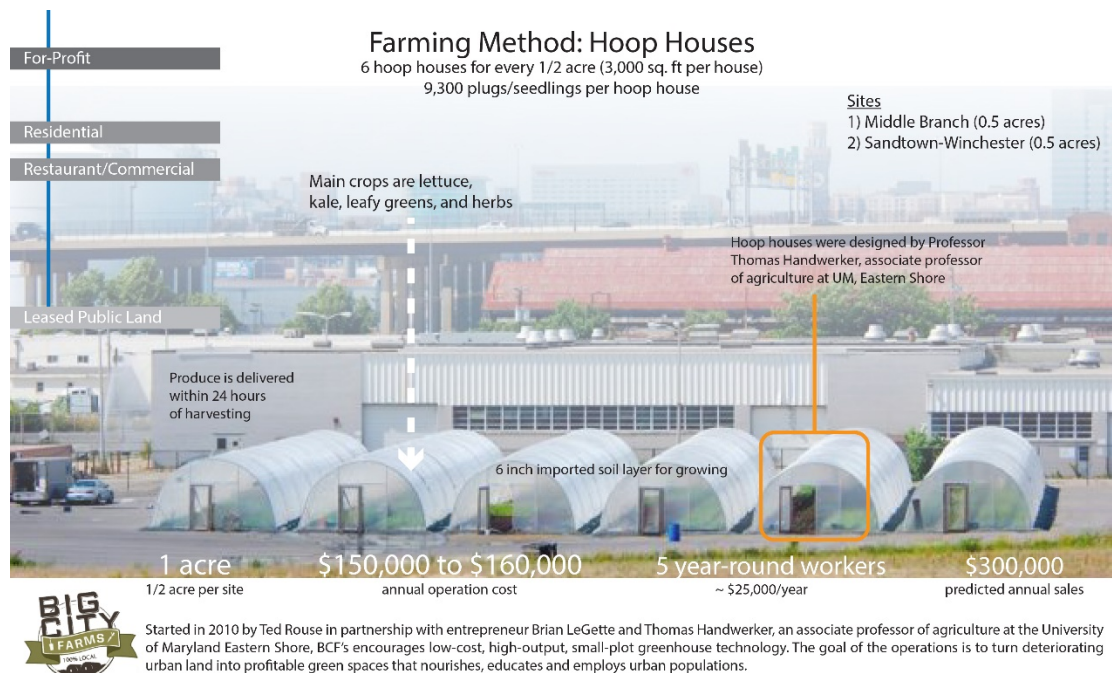 Farming Method: Hoop Houses
6 hoop houses for every 1/2 acre (3,000 sq. ft per house)
9,300 plugs/seedlings per hoop house
For-Profit
Residential
Restaurant/Commercial
Leased Public Land
Sites
1) Middle Branch (0.5 acres)
2) Sandtown-Winchester (0.5 acres)
Main crops are lettuce,
kale, leafy greens, and herbs
Hoop houses were designed by Professor
Thomas Handwerker, associate professor
of agriculture at UM, Eastern Shore
Produce is delivered
within 24 hours
of harvesting
6 inch imported soil layer for growing
1 acre
1/2 acre per site
$150,000 to $160,000
annual operation cost
5 year-round workers
~ $25,000/year
$300,000
predicted annual sales
BIG
CITY
FARMS
100% LOCAL
Started in 2010 by Ted Rouse in partnership with entrepreneur Brian LeGette and Thomas Handwerker, an associate professor of agriculture at the University
of Maryland Eastern Shore, BCF's encourages low-cost, high-output, small-plot greenhouse technology. The goal of the operations is to turn deteriorating
urban land into profitable green spaces that nourishes, educates and employs urban populations.